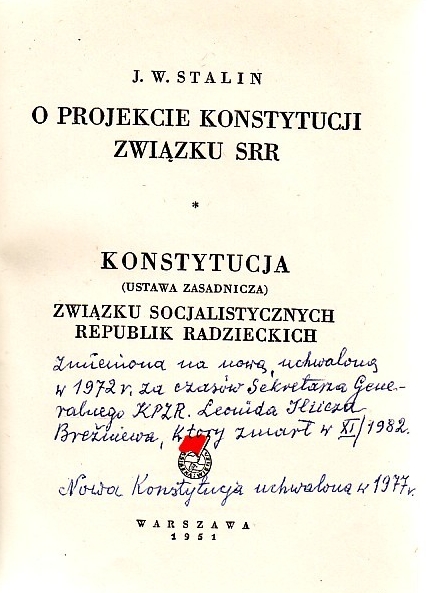 J. W. STALIN
O PROJEKCIE KONSTYTUCJI
ZWIĄZKU SRR
*
KONSTYTUCJA
(USTAWA ZASADNICZA)
ZWIĄZKU SOCJALISTYCZNYCH
REPUBLIK RADZIECKICH
Zmieniona na nową, uchwaloną
w 1972 r. za czasów Sekretarza Gene-
ralnego KPZR. Leonida Iljicza
Breżniewa, który zmarł w XI/1982.
Nowa Konstytucja uchwalona w 1977 r.
WARSZAWA
1951